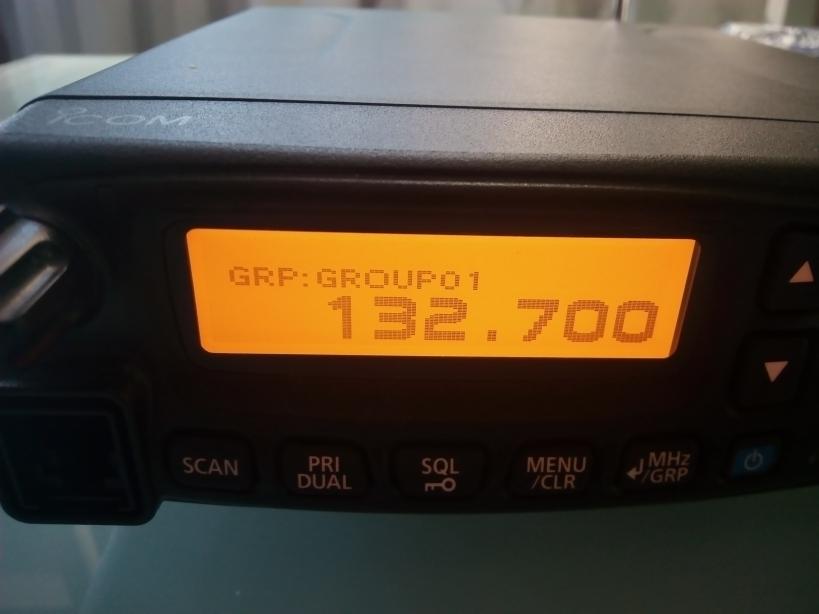 ICOM
GRP:GROUP01
132.700
SCAN
PRI
DUAL
SQL
MENU
/CLR
MHz
/GRP